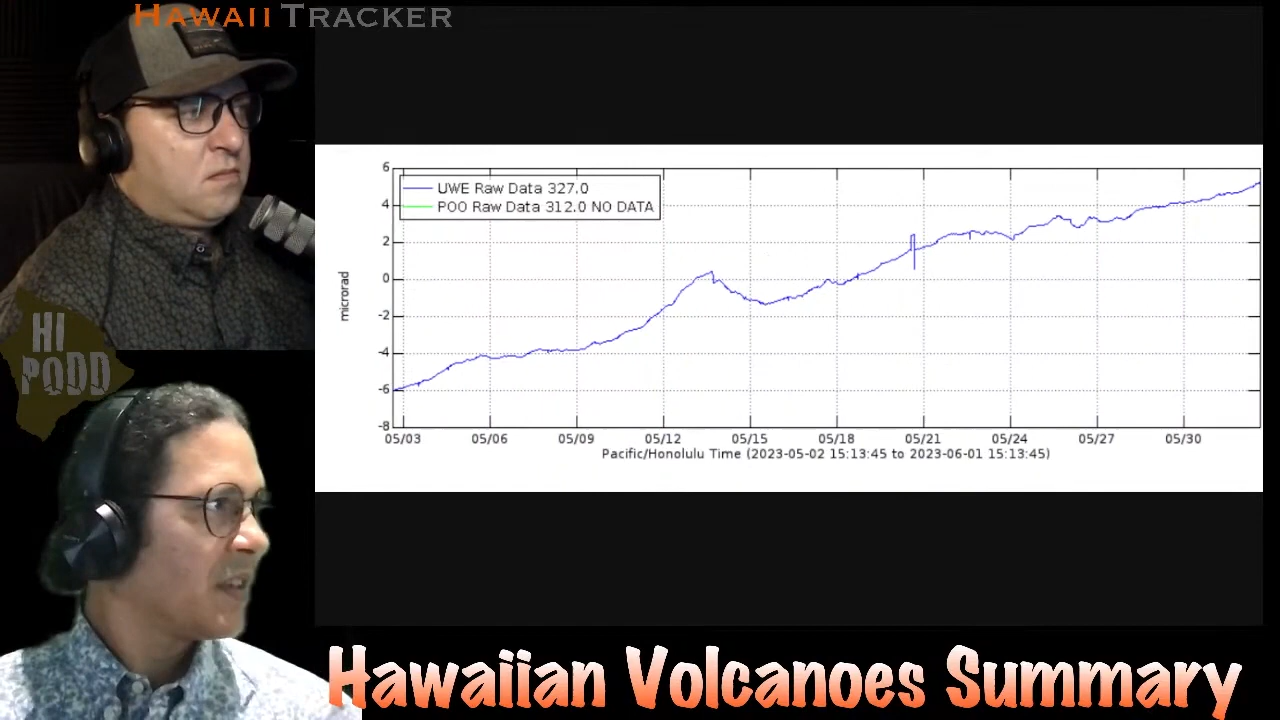 HAWAII TRACKER
6
4
2
0
-2
-4
-6
-8
microrad
UWE Raw Data 327.0
POO Raw Data 312.0 NO DATA
05/03 05/06 05/09 05/12 05/15 05/18 05/21 05/24 05/27 05/30
Pacific/Honolulu Time (2023-05-02 15:13:45 to 2023-06-01 15:13:45)
HI
PODD
SONY
Hawaiian Volcanoes Summary